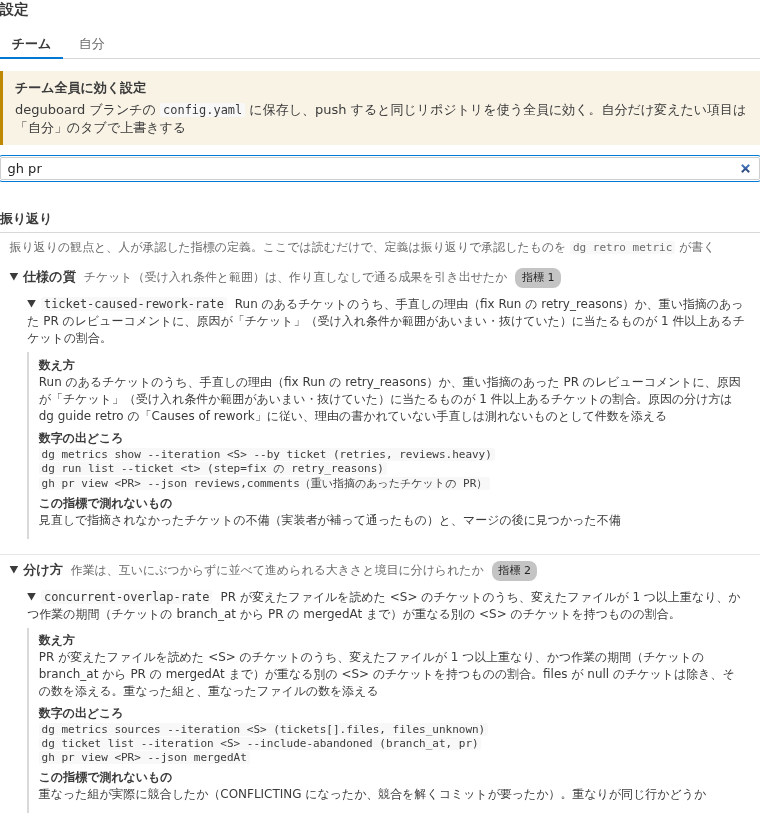 設定
チーム 自分
チーム全員に効く設定
deguboard ブランチの config.yaml に保存し、push すると同じリポジトリを使う全員に効く。自分だけ変えたい項目は
「自分」のタブで上書きする
gh pr ×
振り返り
振り返りの観点と、人が承認した指標の定義。ここでは読むだけで、定義は振り返りで承認したものを dg retro metric が書く
▼ 仕様の質 チケット（受け入れ条件と範囲）は、作り直しなしで通る成果を引き出せたか 指標 1
▼ ticket-caused-rework-rate Run のあるチケットのうち、手直しの理由（fix Run の retry_reasons）か、重い指摘のあっ
た PR のレビューコメントに、原因が「チケット」（受け入れ条件か範囲があいまい・抜けていた）に当たるものが 1 件以上あるチ
ケットの割合。
数え方
Run のあるチケットのうち、手直しの理由（fix Run の retry_reasons）か、重い指摘のあった PR のレビューコメントに、原因
が「チケット」（受け入れ条件か範囲があいまい・抜けていた）に当たるものが 1 件以上あるチケットの割合。原因の分け方は
dg guide retro の「Causes of rework」に従い、理由の書かれていない手直しは測れないものとして件数を添える
数字の出どころ
dg metrics show --iteration <S> --by ticket (retries, reviews.heavy)
dg run list --ticket <t> (step=fix の retry_reasons)
gh pr view <PR> --json reviews,comments（重い指摘のあったチケットの PR）
この指標で測れないもの
見直しで指摘されなかったチケットの不備（実装者が補って通ったもの）と、マージの後に見つかった不備
▼ 分け方 作業は、互いにぶつからずに並べて進められる大きさと境目に分けられたか 指標 2
▼ concurrent-overlap-rate PR が変えたファイルを読めた <S> のチケットのうち、変えたファイルが 1 つ以上重なり、か
つ作業の期間（チケットの branch_at から PR の mergedAt まで）が重なる別の <S> のチケットを持つものの割合。
数え方
PR が変えたファイルを読めた <S> のチケットのうち、変えたファイルが 1 つ以上重なり、かつ作業の期間（チケットの
branch_at から PR の mergedAt まで）が重なる別の <S> のチケットを持つものの割合。files が null のチケットは除き、そ
の数を添える。重なった組と、重なったファイルの数を添える
数字の出どころ
dg metrics sources --iteration <S> (tickets[].files, files_unknown)
dg ticket list --iteration <S> --include-abandoned (branch_at, pr)
gh pr view <PR> --json mergedAt
この指標で測れないもの
重なった組が実際に競合したか（CONFLICTING になったか、競合を解くコミットが要ったか）。重なりが同じ行かどうか